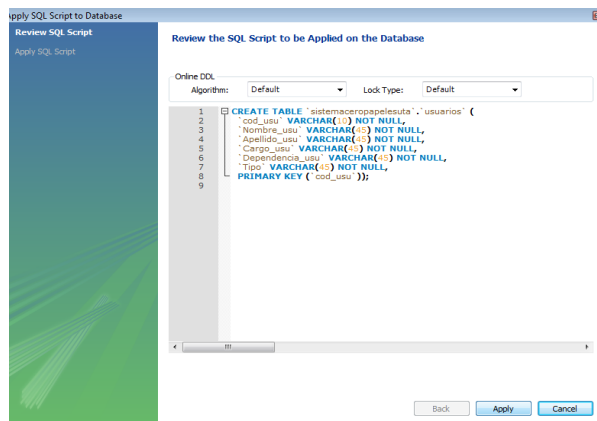 Apply SQL Script to Database
Review SQL Script
Apply SQL Script
Review the SQL Script to be Applied on the Database
Online DDL
Algorithm: Default Lock Type: Default
1 CREATE TABLE `sistemaceropapelesuta`.`usuarios` (
2 `cod_usu` VARCHAR(10) NOT NULL,
3 `Nombre_usu` VARCHAR(45) NOT NULL,
4 `Apellido_usu` VARCHAR(45) NOT NULL,
5 `Cargo_usu` VARCHAR(45) NOT NULL,
6 `Dependencia_usu` VARCHAR(45) NOT NULL,
7 `Tipo` VARCHAR(45) NOT NULL,
8 PRIMARY KEY (`cod_usu`));
9
Back Apply Cancel